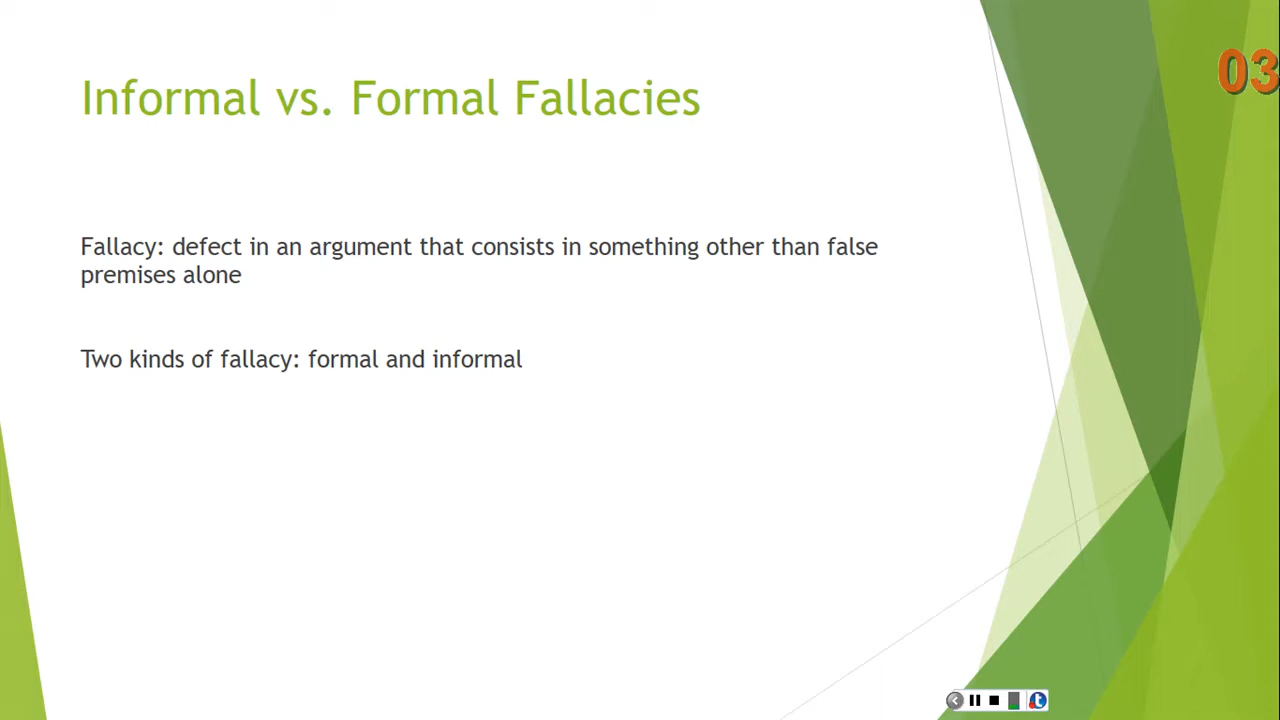 Informal vs. Formal Fallacies
03
Fallacy: defect in an argument that consists in something other than false
premises alone
Two kinds of fallacy: formal and informal